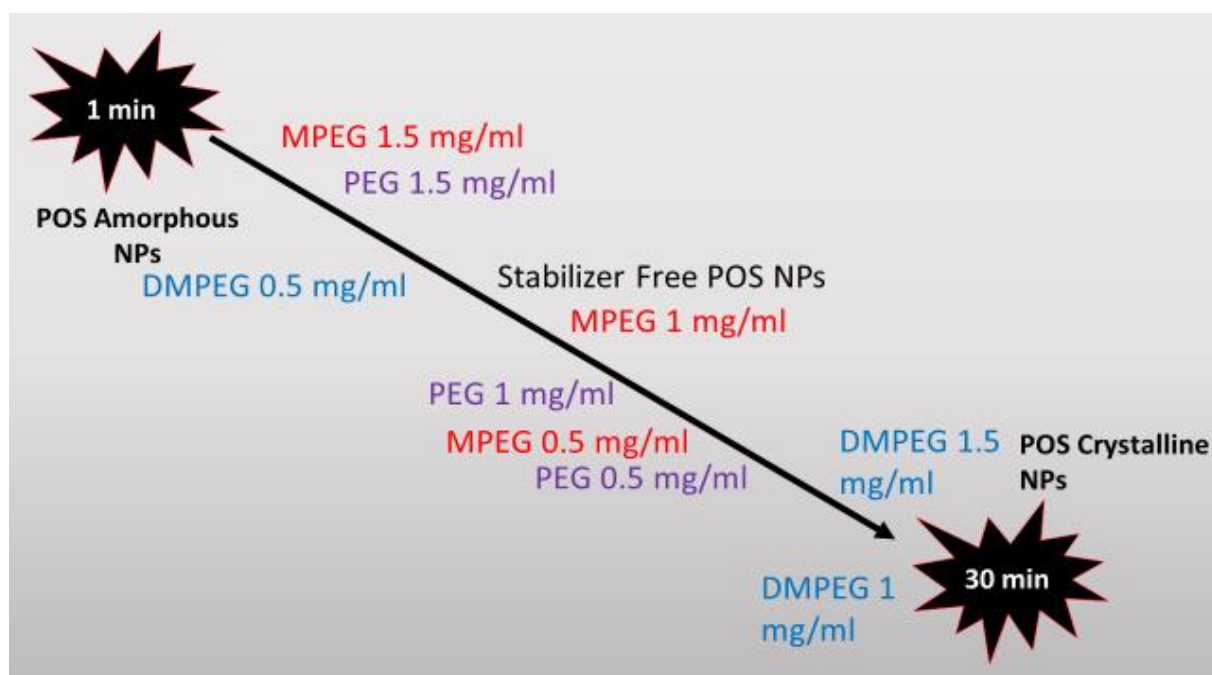 1 min
MPEG 1.5 mg/ml
PEG 1.5 mg/ml
POS Amorphous
NPs
DMPEG 0.5 mg/ml
Stabilizer Free POS NPs
MPEG 1 mg/ml
PEG 1 mg/ml
MPEG 0.5 mg/ml
PEG 0.5 mg/ml
DMPEG 1.5
mg/ml
POS Crystalline
NPs
30 min
DMPEG 1
mg/ml